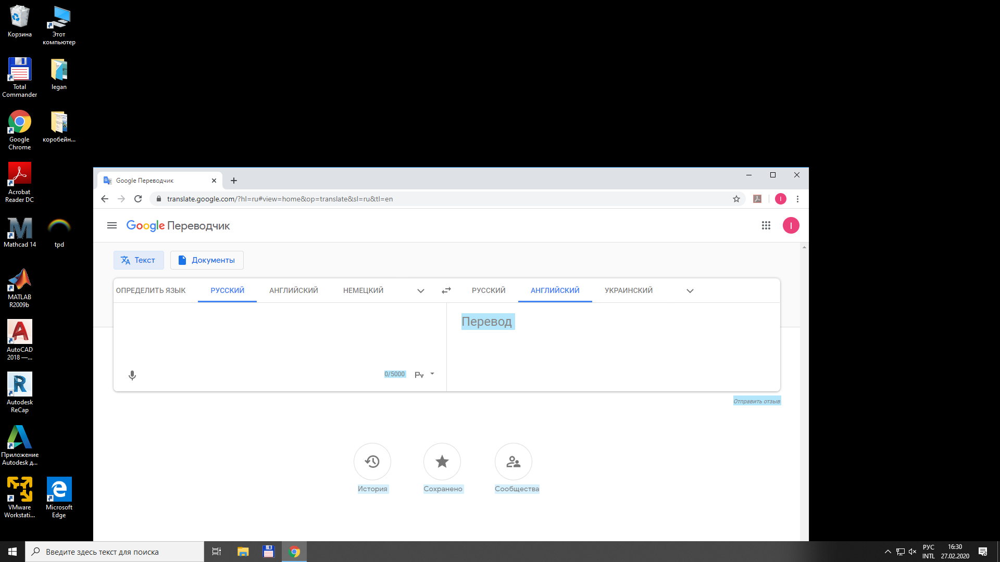 Корзина
Этот
компьютер
Total
Commander
legan
Google
Chrome
коробейн...
Acrobat
Reader DC
Mathcad 14
tpd
MATLAB
R2009b
AutoCAD
2018 —...
Autodesk
ReCap
Приложение
Autodesk д...
VMware
Workstati...
Microsoft
Edge
Google Переводчик
translate.google.com/?hl=ru#view=home&op=translate&sl=ru&tl=en
I
Google Переводчик
I
Текст
Документы
ОПРЕДЕЛИТЬ ЯЗЫК РУССКИЙ АНГЛИЙСКИЙ НЕМЕЦКИЙ РУССКИЙ АНГЛИЙСКИЙ УКРАИНСКИЙ
Перевод
0/5000
Ру
Отправить отзыв
История
Сохранено
Сообщества
Введите здесь текст для поиска
РУС
INTL
16:30
27.02.2020